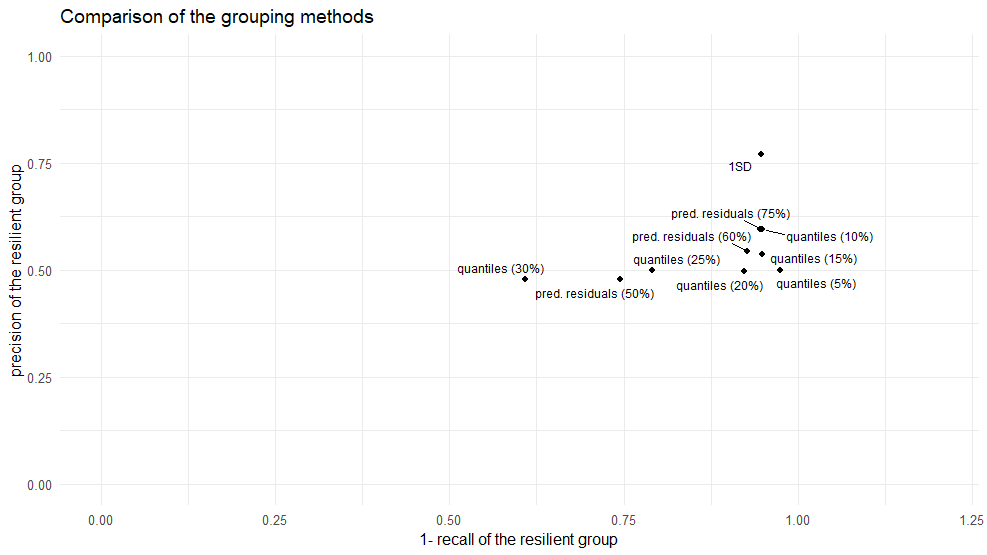 Comparison of the grouping methods
precision of the resilient group
1.00
0.75
0.50
0.25
0.00
1SD
pred. residuals (75%)
pred. residuals (60%)
quantiles (10%)
quantiles (30%)
quantiles (25%)
quantiles (15%)
pred. residuals (50%)
quantiles (20%)
quantiles (5%)
0.00
0.25
0.50
0.75
1.00
1.25
1- recall of the resilient group